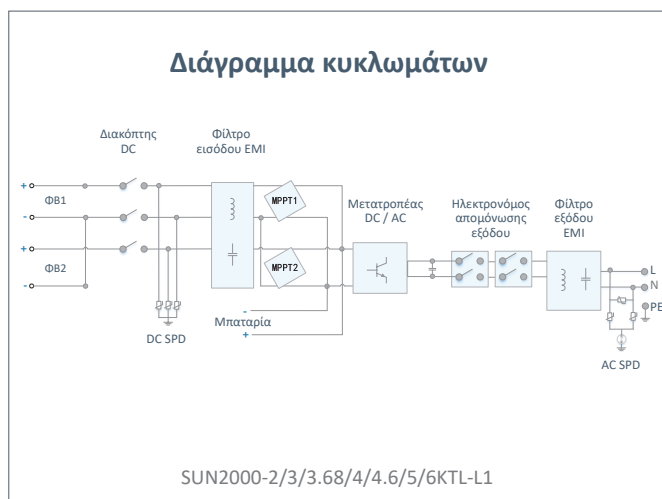 Διάγραμμα κυκλωμάτων
Διακόπτης
DC
Φίλτρο
εισόδου EMI
Μετατροπέας
DC / AC
Ηλεκτρονόμος
απομόνωσης
εξόδου
Φίλτρο
εξόδου
EMI
+
ΦΒ1
-
+
ΦΒ2
-
MPPT1
MPPT2
-
Μπαταρία
+
DC SPD
L
N
PE
AC SPD
SUN2000-2/3/3.68/4/4.6/5/6KTL-L1